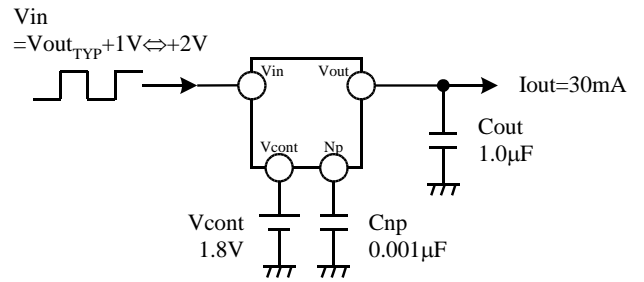 Vin
=VoutTYP+1V⇔+2V
Vin
Vout
Iout=30mA
Cout
1.0μF
Vcont
Np
Vcont
1.8V
Cnp
0.001μF